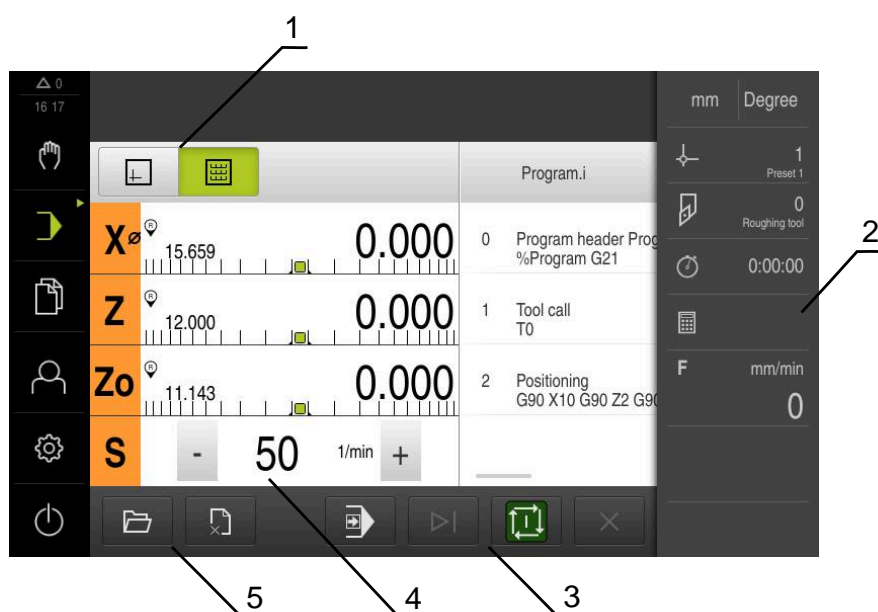 1
△ 0
16 17
mm Degree
1
Preset 1
0
Roughing tool
0:00:00
F mm/min
0
2
Program.i
0 Program header Prog
%Program G21
1 Tool call
T0
2 Positioning
G90 X10 G90 Z2 G90
X⌀ R 15.659 0.000
Z R 12.000 0.000
Zo R 11.143 0.000
S - 50 1/min +
5
4
3